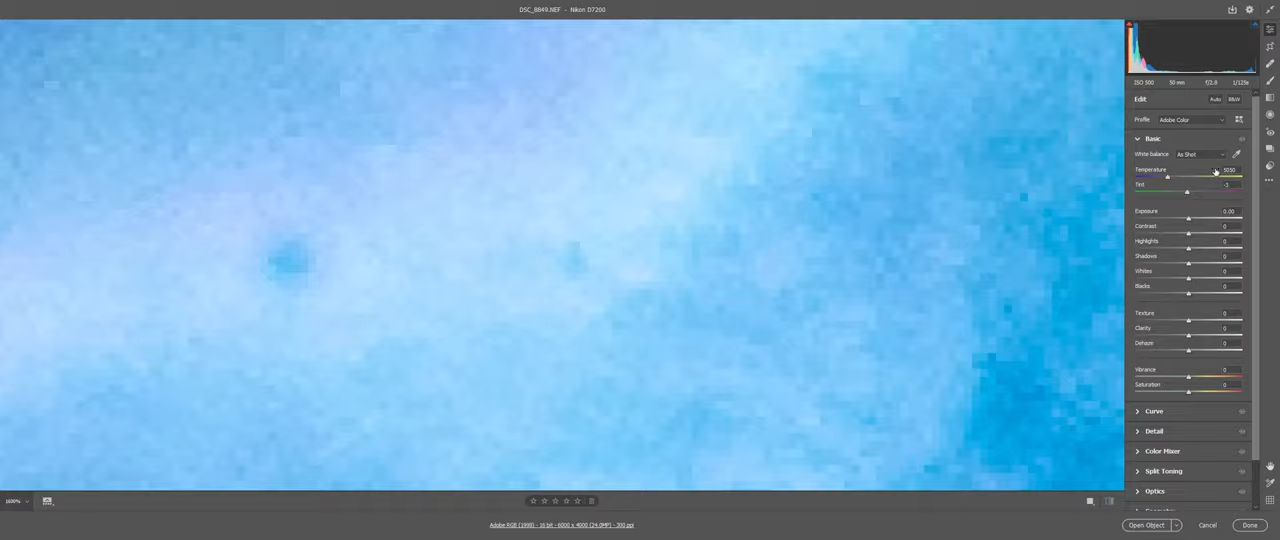 DSC_8849.NEF - Nikon D7200
ISO 500 50 mm f/2.8 1/125s
Edit Auto B&W
Profile Adobe Color
Basic
White balance As Shot
Temperature 5050
Tint -3
Exposure 0.00
Contrast 0
Highlights 0
Shadows 0
Whites 0
Blacks 0
Texture 0
Clarity 0
Dehaze 0
Vibrance 0
Saturation 0
Curve
Detail
Color Mixer
Split Toning
Optics
1600%
Adobe RGB (1998) - 16 bit - 6000 x 4000 (24.0MP) - 300 ppi
Open Object Cancel Done